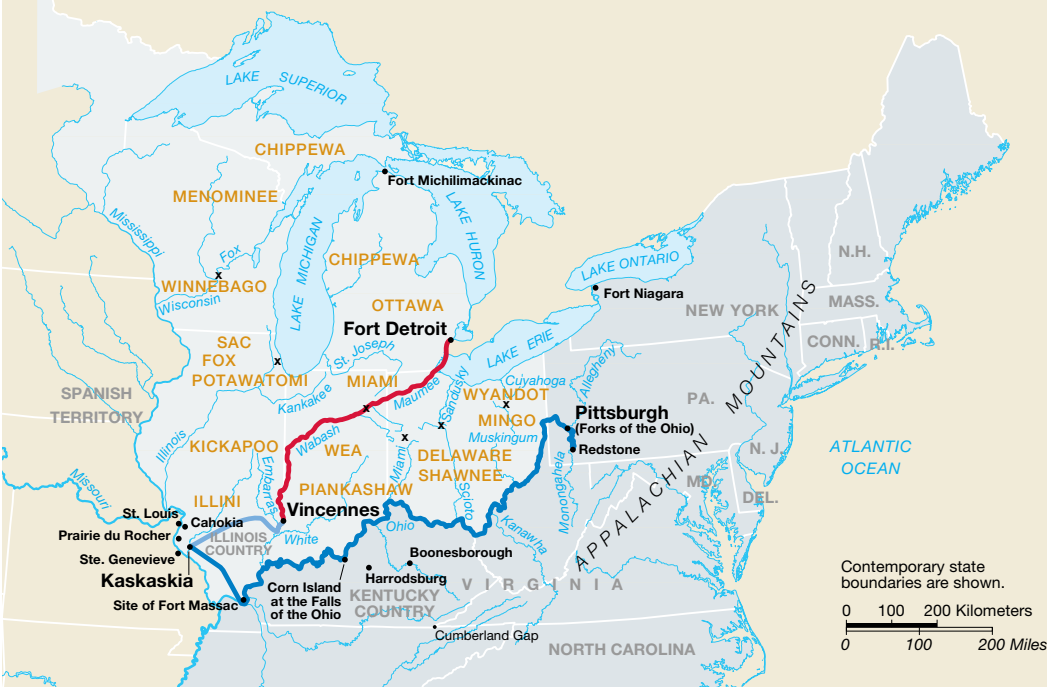 LAKE SUPERIOR
CHIPPEWA
Fort Michilimackinac
MENOMINEE
Mississippi
LAKE HURON
LAKE MICHIGAN
Fox
CHIPPEWA
N.H.
LAKE ONTARIO
WINNEBAGO
x
Wisconsin
Fort Niagara
OTTAWA
NEW YORK
MASS.
Fort Detroit
CONN.
R.I.
SAC
FOX
x
St. Joseph
LAKE ERIE
Allegheny
POTAWATOMI
MIAMI
Maumee
Sandusky
Cuyahoga
SPANISH
TERRITORY
Kankakee
WYANDOT
x
x
PA.
APPALACHIAN MOUNTAINS
MINGO
Pittsburgh
(Forks of the Ohio)
Illinois
KICKAPOO
Wabash
WEA
Miami
x
x
Muskingum
Redstone
N. J.
ATLANTIC
OCEAN
DELAWARE
SHAWNEE
Missouri
Embarras
Scioto
Monongahela
MD.
DEL.
ILLINI
PIANKASHAW
St. Louis
Cahokia
Vincennes
Ohio
Kanawha
Prairie du Rocher
ILLINOIS
COUNTRY
White
Ste. Genevieve
Boonesborough
Kaskaskia
Corn Island
at the Falls
of the Ohio
Harrodsburg
VIRGINIA
KENTUCKY
COUNTRY
Site of Fort Massac
Cumberland Gap
NORTH CAROLINA
Contemporary state
boundaries are shown.
0 100 200 Kilometers
0 100 200 Miles